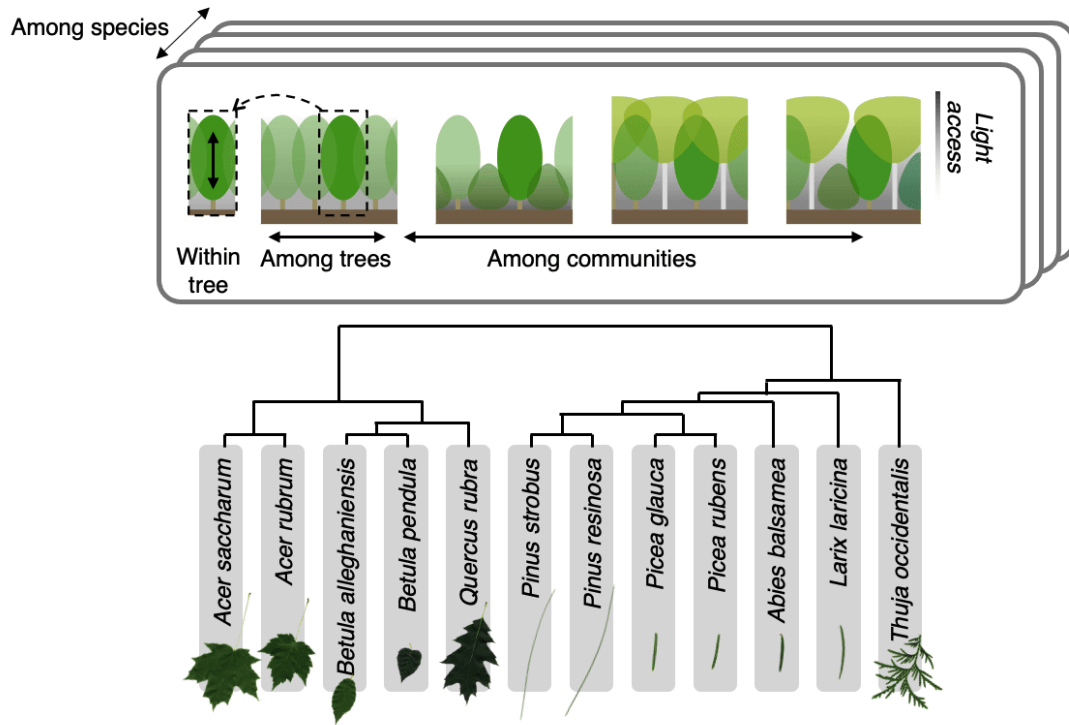 Among species
Light
access
Within
tree
Among trees
Among communities
Acer saccharum
Acer rubrum
Betula alleghaniensis
Betula pendula
Quercus rubra
Pinus strobus
Pinus resinosa
Picea glauca
Picea rubens
Abies balsamea
Larix laricina
Thuja occidentalis